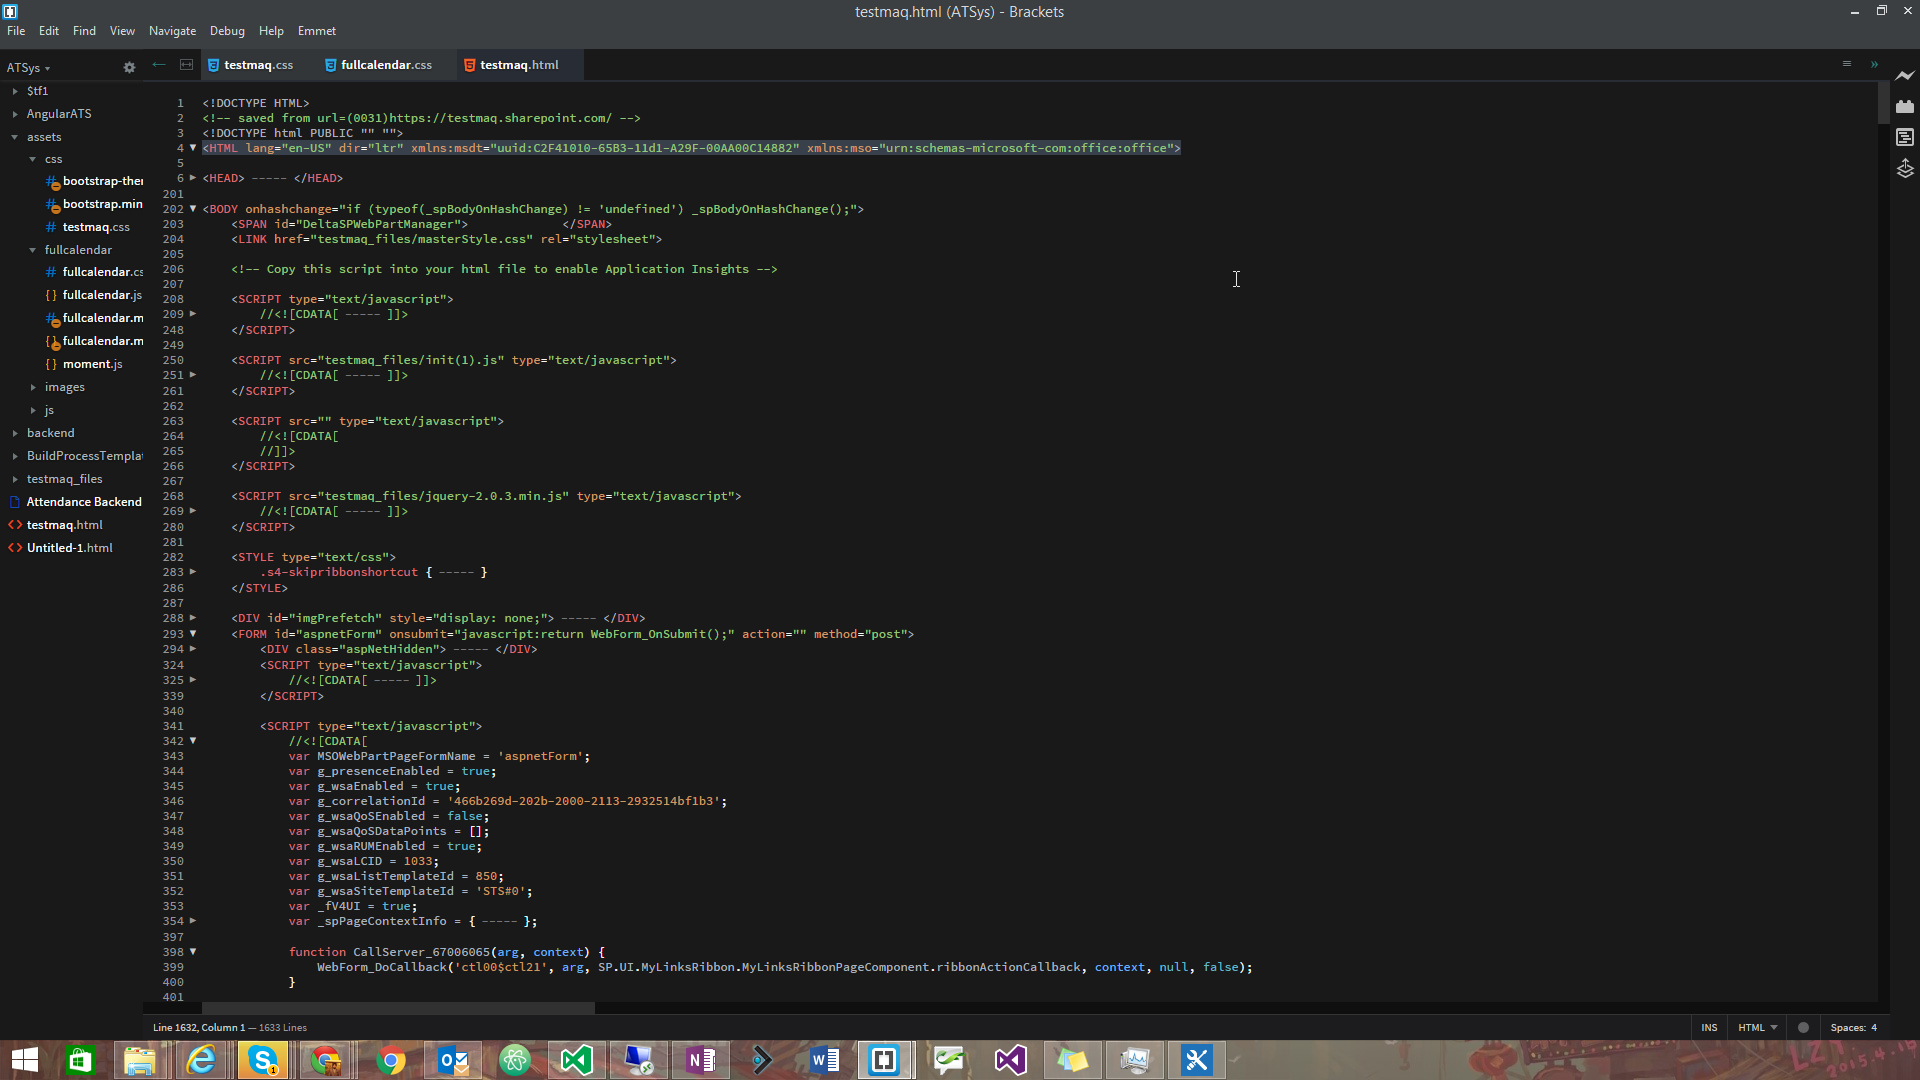 testmaq.html (ATSys) - Brackets
File Edit Find View Navigate Debug Help Emmet
ATSys
testmaq.css fullcalendar.css testmaq.html
$tf1
AngularATS
assets
css
bootstrap-the
bootstrap.min
testmaq.css
fullcalendar
fullcalendar.cs
fullcalendar.js
fullcalendar.m
fullcalendar.m
moment.js
images
js
backend
BuildProcessTempla
testmaq_files
Attendance Backend
testmaq.html
Untitled-1.html
1 <!DOCTYPE HTML>
2 <!-- saved from url=(0031)https://testmaq.sharepoint.com/ -->
3 <!DOCTYPE html PUBLIC "" "">
4 <HTML lang="en-US" dir="ltr" xmlns:msdt="uuid:C2F41010-65B3-11d1-A29F-00AA00C14882" xmlns:mso="urn:schemas-microsoft-com:office:office">
5
6 <HEAD> ----- </HEAD>
201
202 <BODY onhashchange="if (typeof(_spBodyOnHashChange) != 'undefined') _spBodyOnHashChange();">
203 <SPAN id="DeltaSPWebPartManager"> </SPAN>
204 <LINK href="testmaq_files/masterStyle.css" rel="stylesheet">
205
206 <!-- Copy this script into your html file to enable Application Insights -->
207
208 <SCRIPT type="text/javascript">
209 //<![CDATA[ ----- ]]>
248 </SCRIPT>
249
250 <SCRIPT src="testmaq_files/init(1).js" type="text/javascript">
251 //<![CDATA[ ----- ]]>
261 </SCRIPT>
262
263 <SCRIPT src="" type="text/javascript">
264 //<![CDATA[
265 //]]>
266 </SCRIPT>
267
268 <SCRIPT src="testmaq_files/jquery-2.0.3.min.js" type="text/javascript">
269 //<![CDATA[ ----- ]]>
280 </SCRIPT>
281
282 <STYLE type="text/css">
283 .s4-skipribbonshortcut { ----- }
286 </STYLE>
287
288 <DIV id="imgPrefetch" style="display: none;"> ----- </DIV>
293 <FORM id="aspnetForm" onsubmit="javascript:return WebForm_OnSubmit();" action="" method="post">
294 <DIV class="aspNetHidden"> ----- </DIV>
324 <SCRIPT type="text/javascript">
325 //<![CDATA[ ----- ]]>
339 </SCRIPT>
340
341 <SCRIPT type="text/javascript">
342 //<![CDATA[
343 var MSOWebPartPageFormName = 'aspnetForm';
344 var g_presenceEnabled = true;
345 var g_wsaEnabled = true;
346 var g_correlationId = '466b269d-202b-2000-2113-2932514bf1b3';
347 var g_wsaQoSEnabled = false;
348 var g_wsaQoSDataPoints = [];
349 var g_wsaRUMEnabled = true;
350 var g_wsaLCID = 1033;
351 var g_wsaListTemplateId = 850;
352 var g_wsaSiteTemplateId = 'STS#0';
353 var _fV4UI = true;
354 var _spPageContextInfo = { ----- };
397
398 function CallServer_67006065(arg, context) {
399 WebForm_DoCallback('ctl00$ctl21', arg, SP.UI.MyLinksRibbon.MyLinksRibbonPageComponent.ribbonActionCallback, context, null, false);
400 }
401
Line 1632, Column 1 — 1633 Lines
INS HTML Spaces: 4
2015.4.18